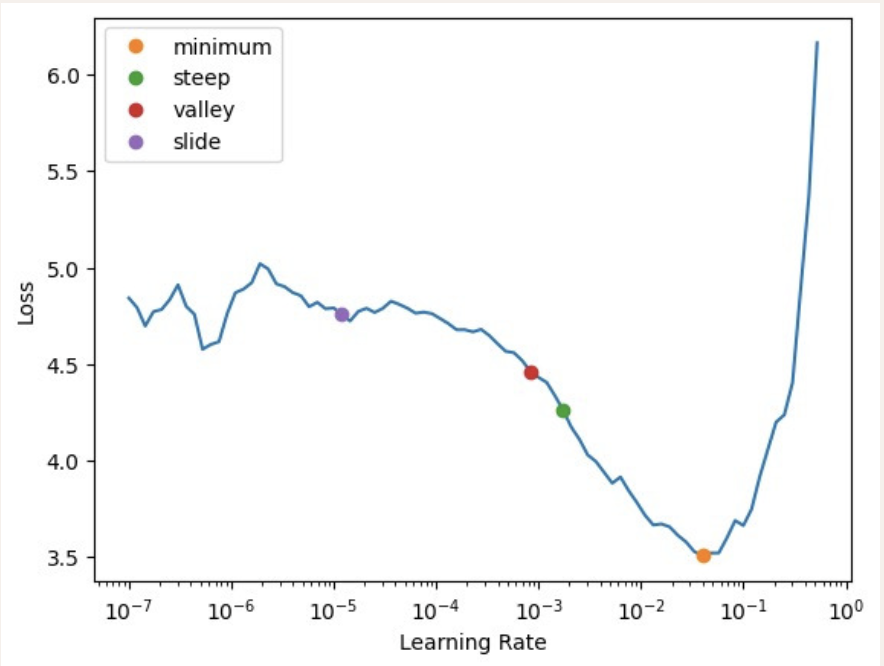 minimum
steep
valley
slide
6.0
5.5
5.0
4.5
4.0
3.5
Loss
10⁻⁷ 10⁻⁶ 10⁻⁵ 10⁻⁴ 10⁻³ 10⁻² 10⁻¹ 10⁰
Learning Rate